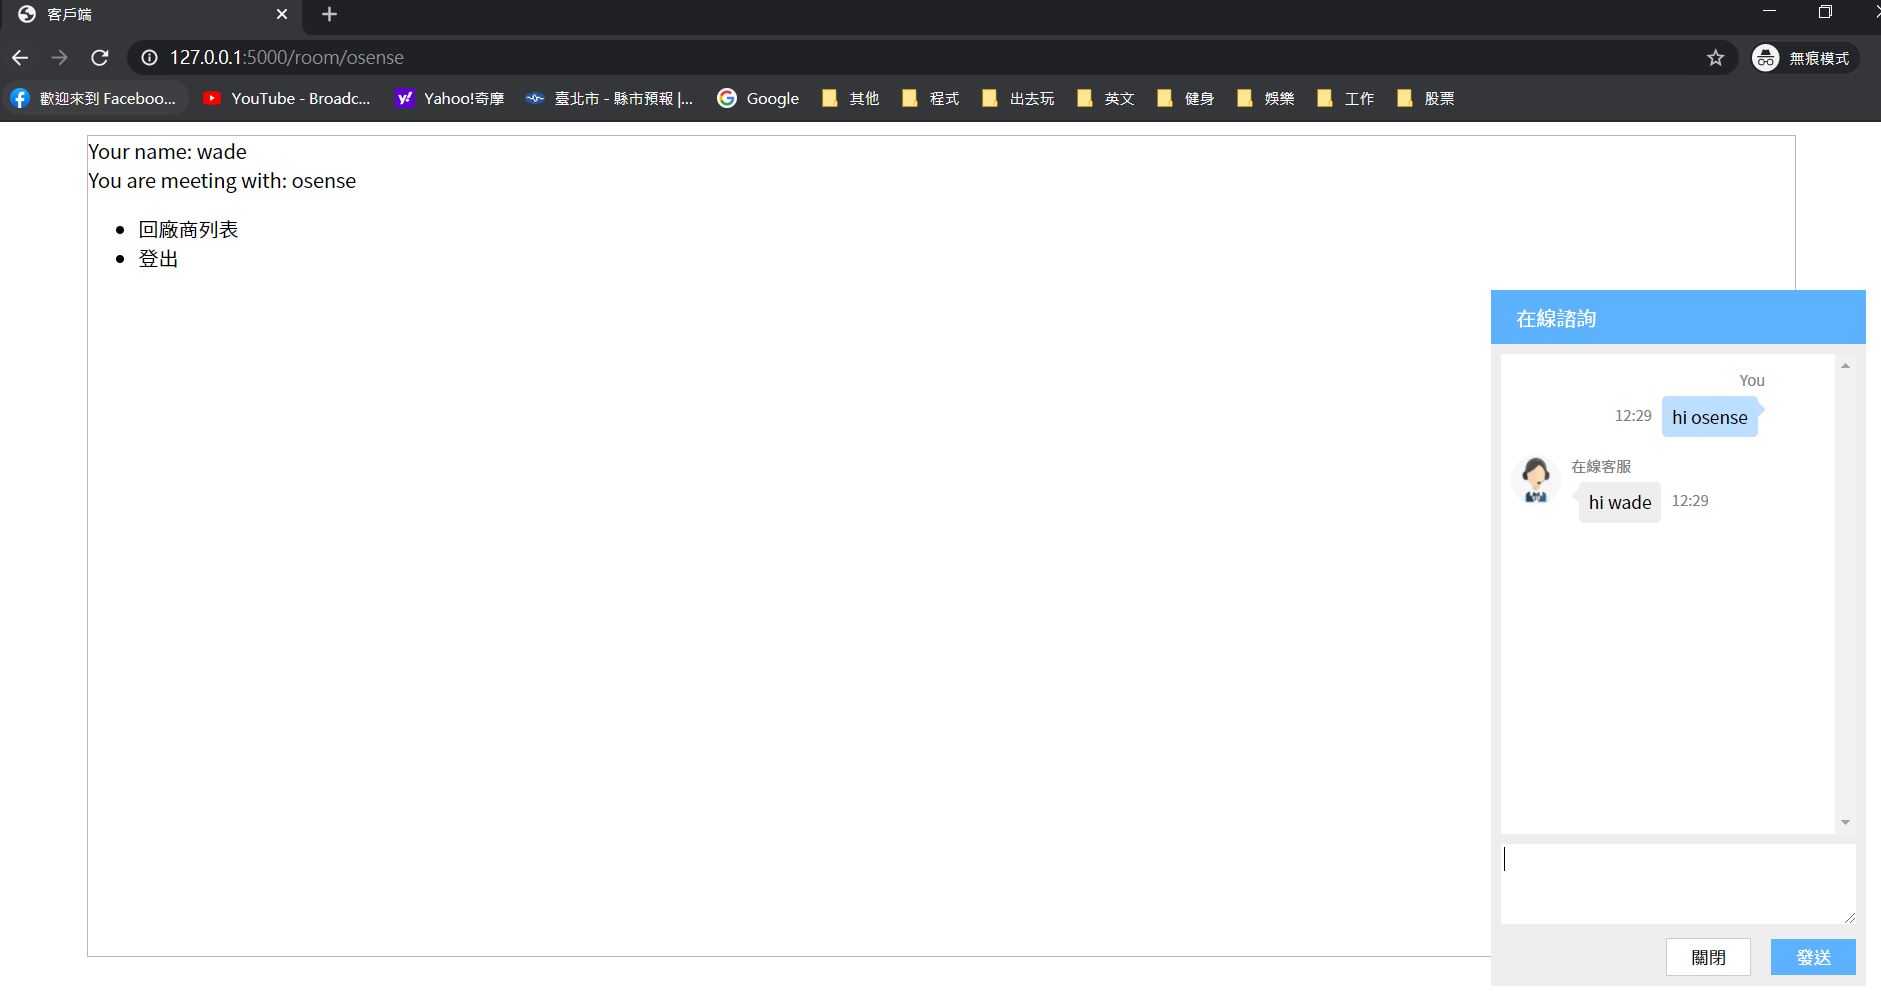 客戶端
127.0.0.1:5000/room/osense
無痕模式
歡迎來到 Faceboo...
YouTube - Broadc...
Yahoo!奇摩
臺北市 - 縣市預報 |...
Google
其他
程式
出去玩
英文
健身
娛樂
工作
股票
Your name: wade
You are meeting with: osense
回廠商列表
登出
在線諮詢
You
12:29 hi osense
在線客服
hi wade 12:29
關閉
發送